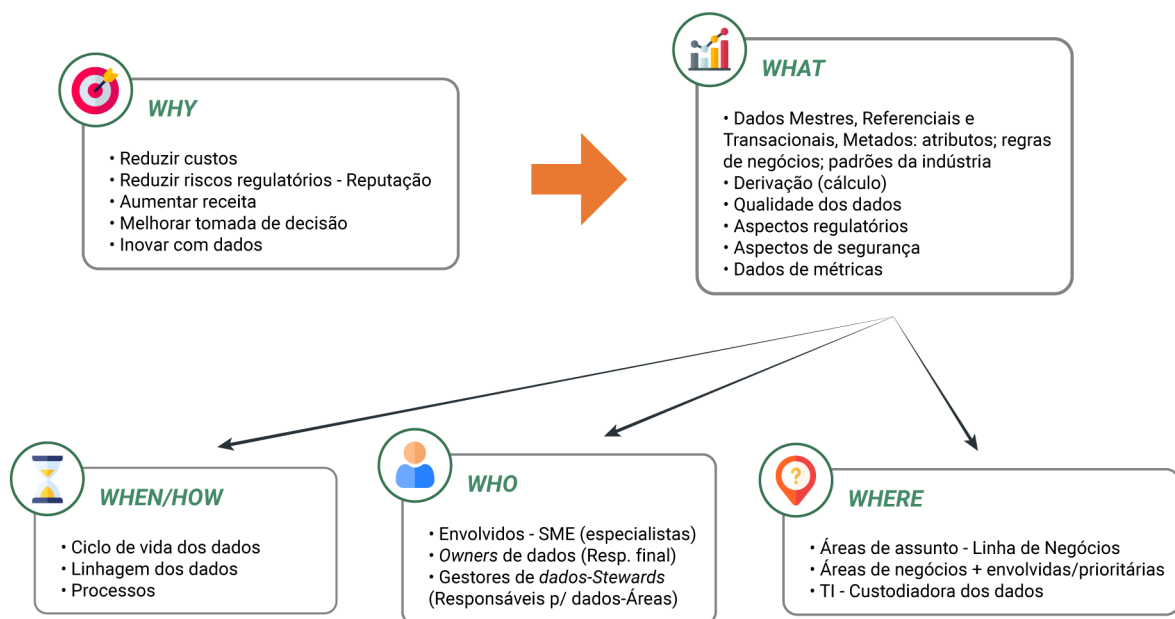 WHY
• Reduzir custos
• Reduzir riscos regulatórios - Reputação
• Aumentar receita
• Melhorar tomada de decisão
• Inovar com dados
WHAT
• Dados Mestres, Referenciais e
Transacionais, Metados: atributos; regras
de negócios; padrões da indústria
• Derivação (cálculo)
• Qualidade dos dados
• Aspectos regulatórios
• Aspectos de segurança
• Dados de métricas
WHEN/HOW
• Ciclo de vida dos dados
• Linhagem dos dados
• Processos
WHO
• Envolvidos - SME (especialistas)
• Owners de dados (Resp. final)
• Gestores de dados-Stewards
(Responsáveis p/ dados-Áreas)
?
WHERE
• Áreas de assunto - Linha de Negócios
• Áreas de negócios + envolvidas/prioritárias
• TI - Custodiadora dos dados